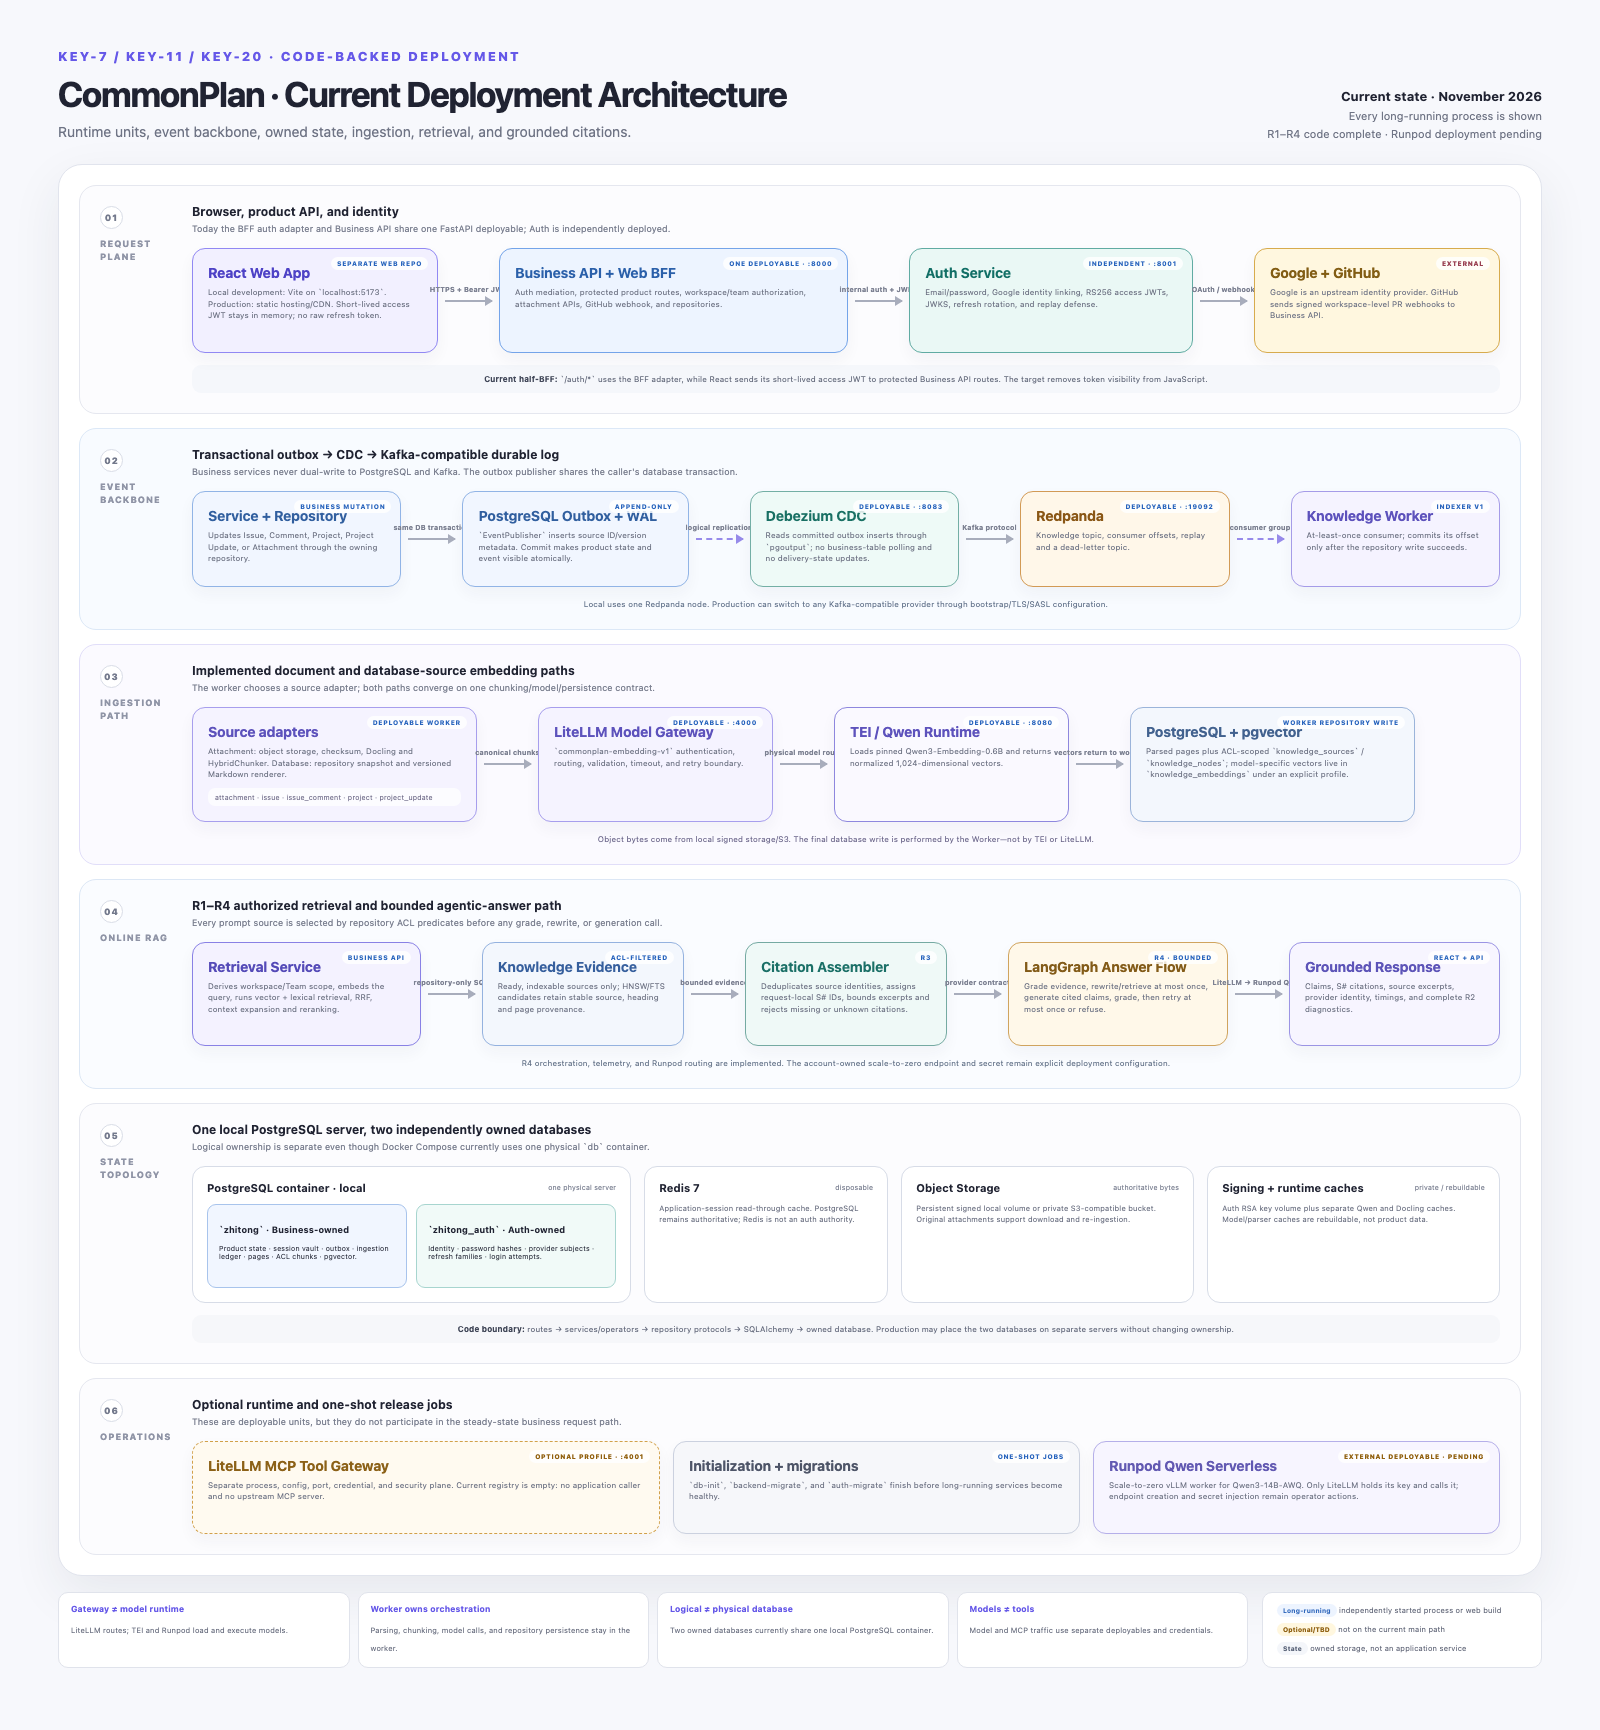 KEY-7 / KEY-11 / KEY-20 · CODE-BACKED DEPLOYMENT
CommonPlan · Current Deployment Architecture
Runtime units, event backbone, owned state, ingestion, retrieval, and grounded citations.
Current state · November 2026
Every long-running process is shown
R1–R4 code complete · Runpod deployment pending
01
REQUEST
PLANE
Browser, product API, and identity
Today the BFF auth adapter and Business API share one FastAPI deployable; Auth is independently deployed.
SEPARATE WEB REPO
React Web App
Local development: Vite on `localhost:5173`.
Production: static hosting/CDN. Short-lived access
JWT stays in memory; no raw refresh token.
HTTPS + Bearer
ONE DEPLOYABLE · :8000
Business API + Web BFF
Auth mediation, protected product routes, workspace/team authorization,
attachment APIs, GitHub webhook, and repositories.
internal auth +
INDEPENDENT · :8001
Auth Service
Email/password, Google identity linking, RS256 access JWTs,
JWKS, refresh rotation, and replay defense.
OAuth / webhook
EXTERNAL
Google + GitHub
Google is an upstream identity provider. GitHub
sends signed workspace-level PR webhooks to
Business API.
Current half-BFF: `/auth/*` uses the BFF adapter, while React sends its short-lived access JWT to protected Business API routes. The target removes token visibility from JavaScript.
02
EVENT
BACKBONE
Transactional outbox → CDC → Kafka-compatible durable log
Business services never dual-write to PostgreSQL and Kafka. The outbox publisher shares the caller's database transaction.
BUSINESS MUTATION
Service + Repository
Updates Issue, Comment, Project, Project
Update, or Attachment through the owning
repository.
same DB
APPEND-ONLY
PostgreSQL Outbox + WAL
`EventPublisher` inserts source ID/version
metadata. Commit makes product state and
event visible atomically.
logical replication
DEPLOYABLE · :8083
Debezium CDC
Reads committed outbox inserts through
`pgoutput`; no business-table polling and
no delivery-state updates.
Kafka protocol
DEPLOYABLE · :19092
Redpanda
Knowledge topic, consumer offsets, replay
and a dead-letter topic.
consumer group
INDEXER V1
Knowledge Worker
At-least-once consumer; commits its offset
only after the repository write succeeds.
Local uses one Redpanda node. Production can switch to any Kafka-compatible provider through bootstrap/TLS/SASL configuration.
03
INGESTION
PATH
Implemented document and database-source embedding paths
The worker chooses a source adapter; both paths converge on one chunking/model/persistence contract.
DEPLOYABLE WORKER
Source adapters
Attachment: object storage, checksum, Docling and
HybridChunker. Database: repository snapshot and versioned
Markdown renderer.
attachment · issue · issue_comment · project · project_update
canonical chunks
DEPLOYABLE · :4000
LiteLLM Model Gateway
`commonplan-embedding-v1` authentication,
routing, validation, timeout, and retry boundary.
physical model
DEPLOYABLE · :8080
TEI / Qwen Runtime
Loads pinned Qwen3-Embedding-0.6B and returns
normalized 1,024-dimensional vectors.
vectors return to
WORKER REPOSITORY WRITE
PostgreSQL + pgvector
Parsed pages plus ACL-scoped `knowledge_sources` /
`knowledge_nodes`; model-specific vectors live in
`knowledge_embeddings` under an explicit profile.
Object bytes come from local signed storage/S3. The final database write is performed by the Worker—not by TEI or LiteLLM.
04
ONLINE RAG
R1–R4 authorized retrieval and bounded agentic-answer path
Every prompt source is selected by repository ACL predicates before any grade, rewrite, or generation call.
BUSINESS API
Retrieval Service
Derives workspace/Team scope, embeds the
query, runs vector + lexical retrieval, RRF,
context expansion and reranking.
repository-only
ACL-FILTERED
Knowledge Evidence
Ready, indexable sources only; HNSW/FTS
candidates retain stable source, heading
and page provenance.
bounded evidence
R3
Citation Assembler
Deduplicates source identities, assigns
request-local S# IDs, bounds excerpts and
rejects missing or unknown citations.
provider contract
R4 · BOUNDED
LangGraph Answer Flow
Grade evidence, rewrite/retrieve at most once,
generate cited claims, grade, then retry at
most once or refuse.
LiteLLM → Runpod
REACT + API
Grounded Response
Claims, S# citations, source excerpts,
provider identity, timings, and complete R2
diagnostics.
R4 orchestration, telemetry, and Runpod routing are implemented. The account-owned scale-to-zero endpoint and secret remain explicit deployment configuration.
05
STATE
TOPOLOGY
One local PostgreSQL server, two independently owned databases
Logical ownership is separate even though Docker Compose currently uses one physical `db` container.
PostgreSQL container · local
one physical server
`zhitong` · Business-owned
Product state · session vault · outbox · ingestion
ledger · pages · ACL chunks · pgvector.
`zhitong_auth` · Auth-owned
Identity · password hashes · provider subjects ·
refresh families · login attempts.
Redis 7
disposable
Application-session read-through cache. PostgreSQL
remains authoritative; Redis is not an auth authority.
Object Storage
authoritative bytes
Persistent signed local volume or private S3-compatible bucket.
Original attachments support download and re-ingestion.
Signing + runtime caches
private / rebuildable
Auth RSA key volume plus separate Qwen and Docling caches.
Model/parser caches are rebuildable, not product data.
Code boundary: routes → services/operators → repository protocols → SQLAlchemy → owned database. Production may place the two databases on separate servers without changing ownership.
06
OPERATIONS
Optional runtime and one-shot release jobs
These are deployable units, but they do not participate in the steady-state business request path.
OPTIONAL PROFILE · :4001
LiteLLM MCP Tool Gateway
Separate process, config, port, credential, and security plane. Current registry is empty: no application caller
and no upstream MCP server.
ONE-SHOT JOBS
Initialization + migrations
`db-init`, `backend-migrate`, and `auth-migrate` finish before long-running services become
healthy.
EXTERNAL DEPLOYABLE · PENDING
Runpod Qwen Serverless
Scale-to-zero vLLM worker for Qwen3-14B-AWQ. Only LiteLLM holds its key and calls it;
endpoint creation and secret injection remain operator actions.
Gateway ≠ model runtime
LiteLLM routes; TEI and Runpod load and execute models.
Worker owns orchestration
Parsing, chunking, model calls, and repository persistence stay in the
worker.
Logical ≠ physical database
Two owned databases currently share one local PostgreSQL container.
Models ≠ tools
Model and MCP traffic use separate deployables and credentials.
Long-running independently started process or web build
Optional/TBD not on the current main path
State owned storage, not an application service